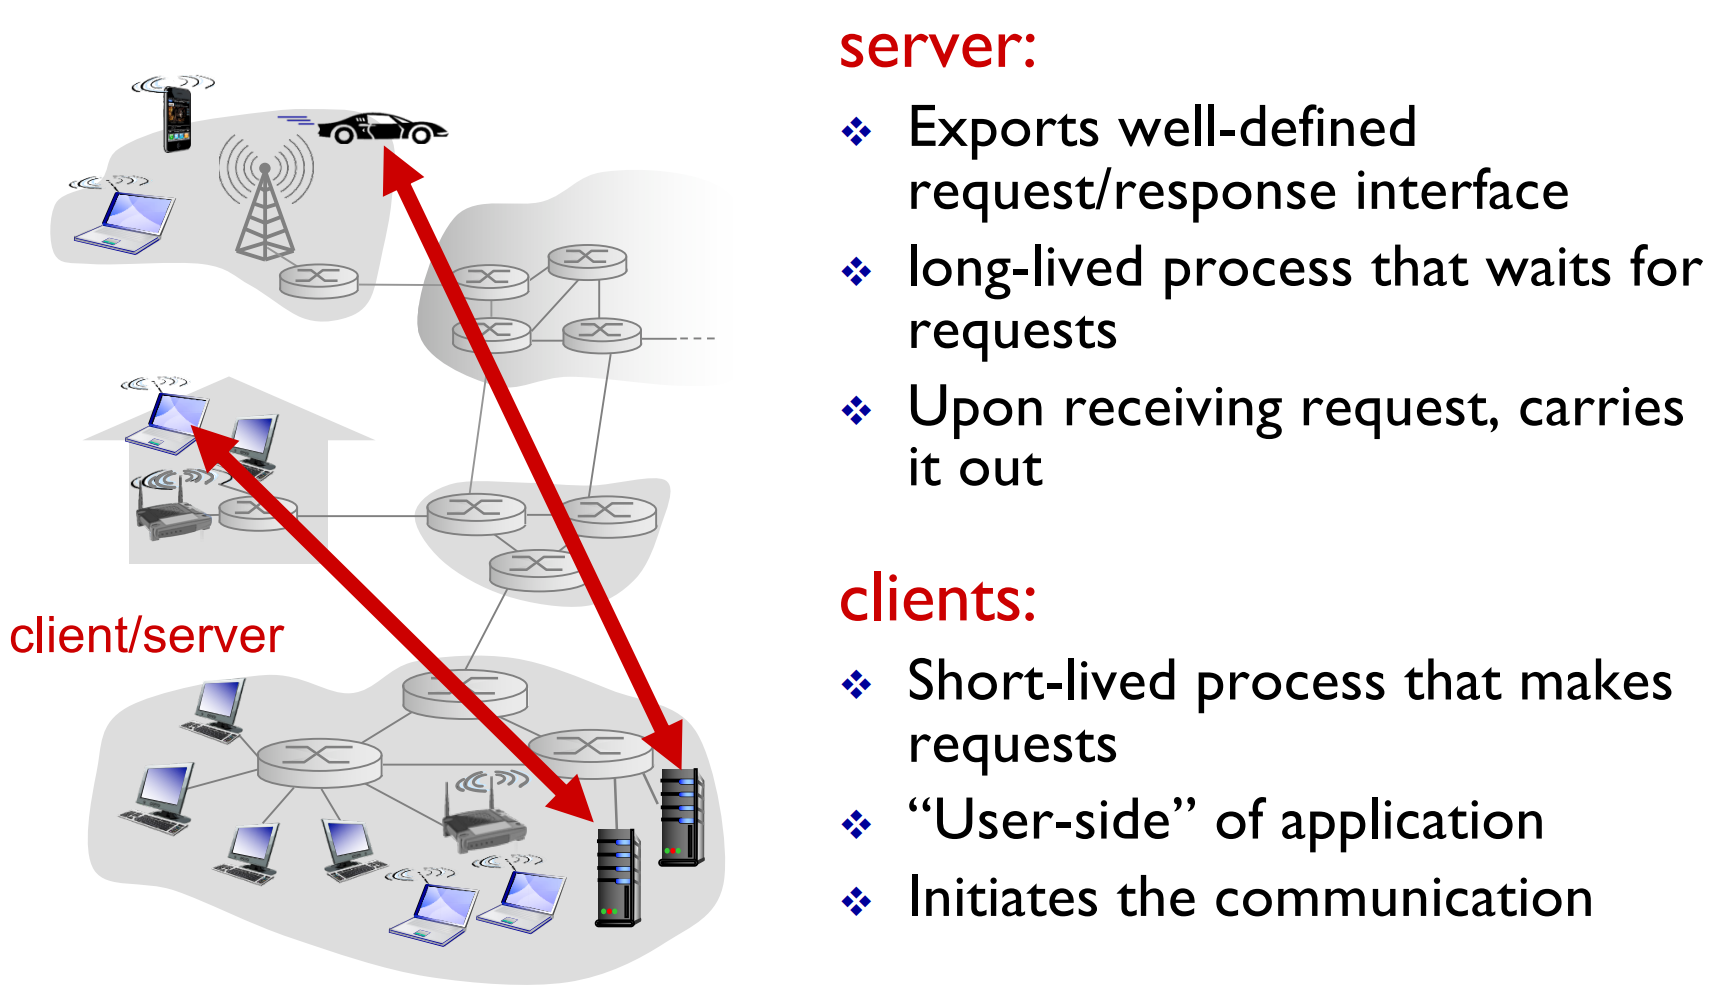 server:
❖ Exports well-defined
request/response interface
❖ long-lived process that waits for
requests
❖ Upon receiving request, carries
it out
clients:
❖ Short-lived process that makes
requests
❖ “User-side” of application
❖ Initiates the communication
client/server